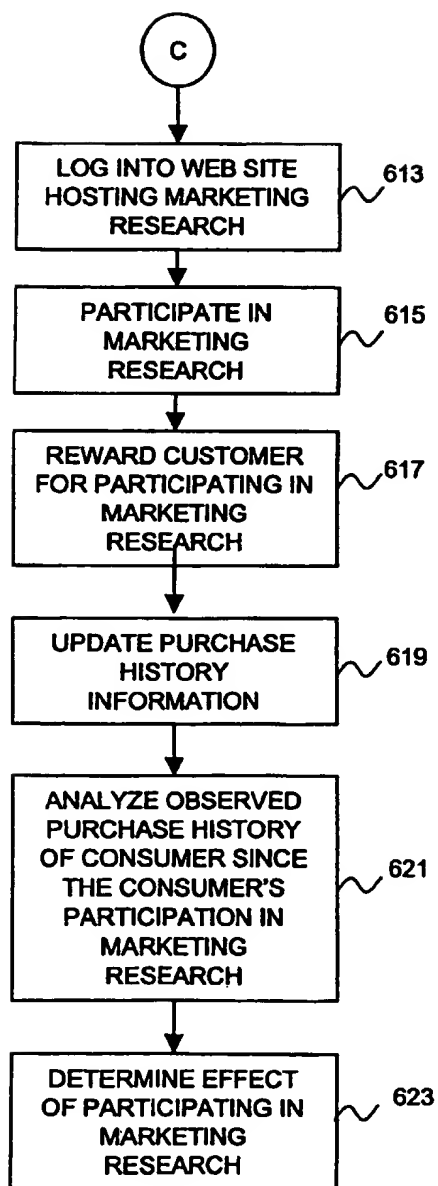 C
LOG INTO WEB SITE
HOSTING MARKETING
RESEARCH
613
PARTICIPATE IN
MARKETING
RESEARCH
615
REWARD CUSTOMER
FOR PARTICIPATING IN
MARKETING
RESEARCH
617
UPDATE PURCHASE
HISTORY
INFORMATION
619
ANALYZE OBSERVED
PURCHASE HISTORY
OF CONSUMER SINCE
THE CONSUMER'S
PARTICIPATION IN
MARKETING
RESEARCH
621
DETERMINE EFFECT
OF PARTICIPATING IN
MARKETING
RESEARCH
623